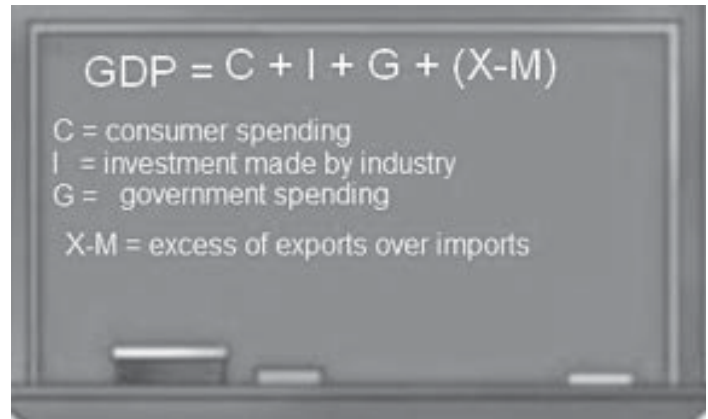 GDP = C + I + G + (X-M)
C = consumer spending
I = investment made by industry
G = government spending
X-M = excess of exports over imports